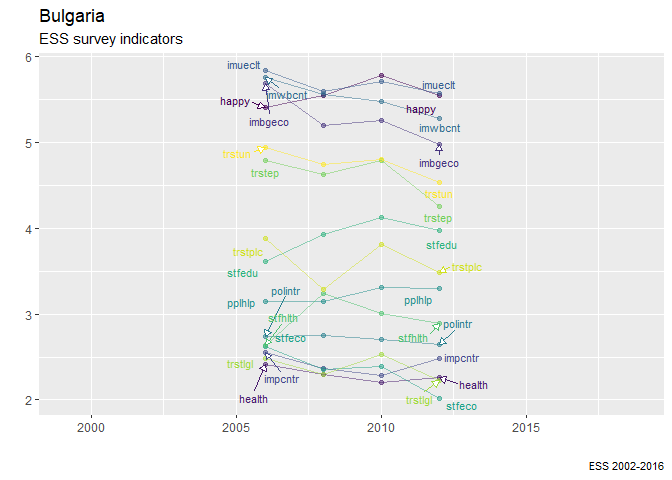 Bulgaria
ESS survey indicators
6
imueclt
imueclt
imwbcnt
happy
happy
imbgeco
imwbcnt
5
trstun
imbgeco
trstep
trstun
trstep
4
stfedu
trstplc
trstplc
stfedu
polintr
pplhlp
pplhlp
3
stfhlth
polintr
stfeco
stfhlth
trstlgl
impcntr
impcntr
health
health
trstlgl
stfeco
2
2000
2005
2010
2015
ESS 2002-2016